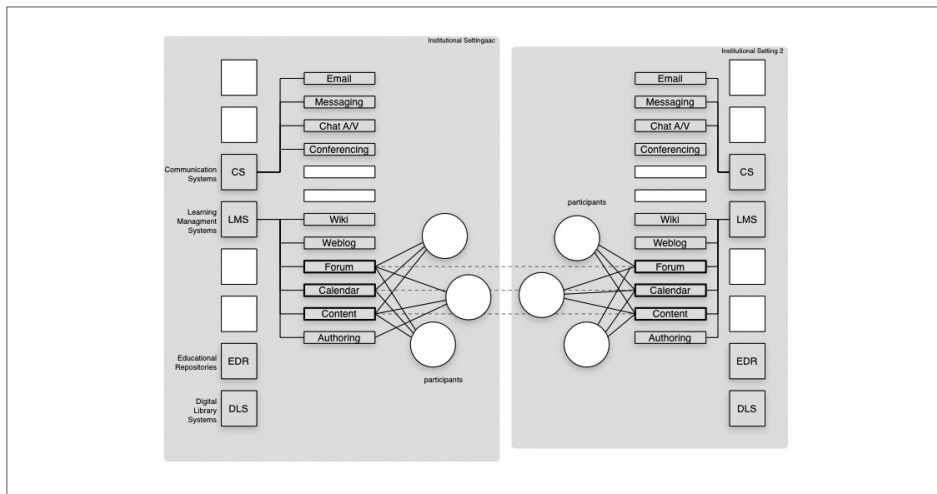 Institutional Settingaac
Email
Messaging
Chat A/V
Conferencing
Communication
Systems
CS
Learning
Managment
Systems
LMS
Wiki
Weblog
Forum
Calendar
Content
Authoring
Educational
Repositories
EDR
Digital
Library
Systems
DLS
participants
Institutional Setting 2
Email
Messaging
Chat A/V
Conferencing
CS
participants
Wiki
LMS
Weblog
Forum
Calendar
Content
Authoring
EDR
DLS